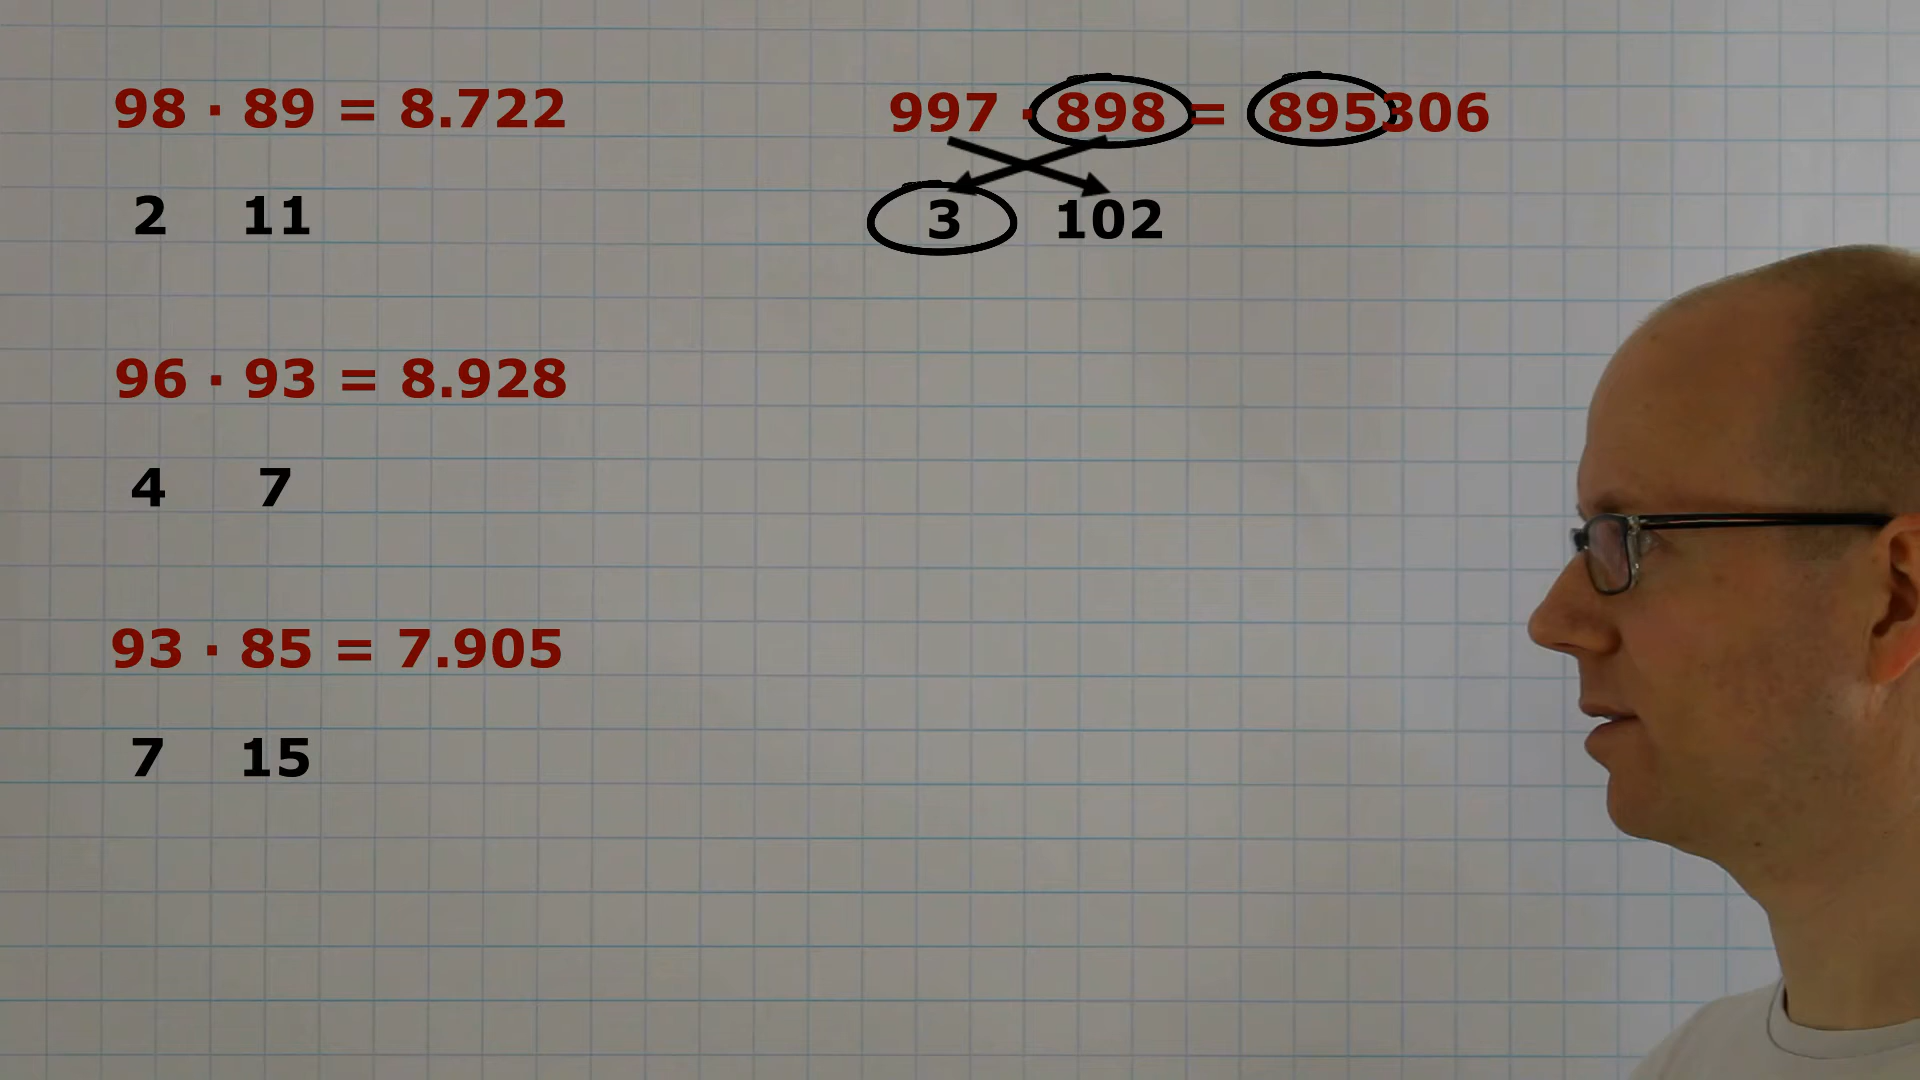 98 · 89 = 8.722
2 11
96 · 93 = 8.928
4 7
93 · 85 = 7.905
7 15
997 · 898 = 895306
3 102